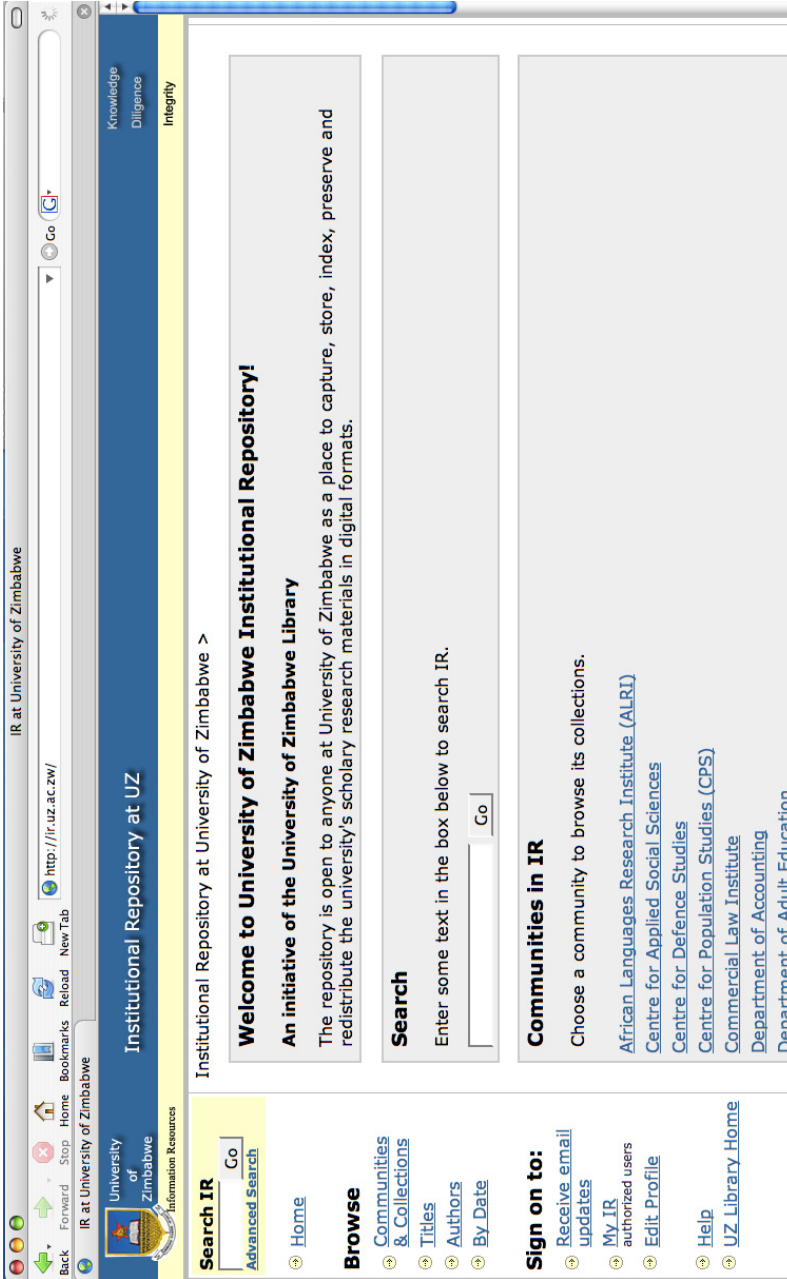 IR at University of Zimbabwe
Back Forward Stop Home Bookmarks Reload New Tab
http://ir.uz.ac.zw/
Go
G
IR at University of Zimbabwe
University
of
Zimbabwe
Institutional Repository at UZ
Knowledge
Diligence
Integrity
Information Resources
Search IR
Go
Advanced Search
Home
Browse
Communities
& Collections
Titles
Authors
By Date
Sign on to:
Receive email
updates
My IR
authorized users
Edit Profile
Help
UZ Library Home
Institutional Repository at University of Zimbabwe >
Welcome to University of Zimbabwe Institutional Repository!
An initiative of the University of Zimbabwe Library
The repository is open to anyone at University of Zimbabwe as a place to capture, store, index, preserve and
redistribute the university's scholary research materials in digital formats.
Search
Enter some text in the box below to search IR.
Go
Communities in IR
Choose a community to browse its collections.
African Languages Research Institute (ALRI)
Centre for Applied Social Sciences
Centre for Defence Studies
Centre for Population Studies (CPS)
Commercial Law Institute
Department of Accounting
Department of Adult Education